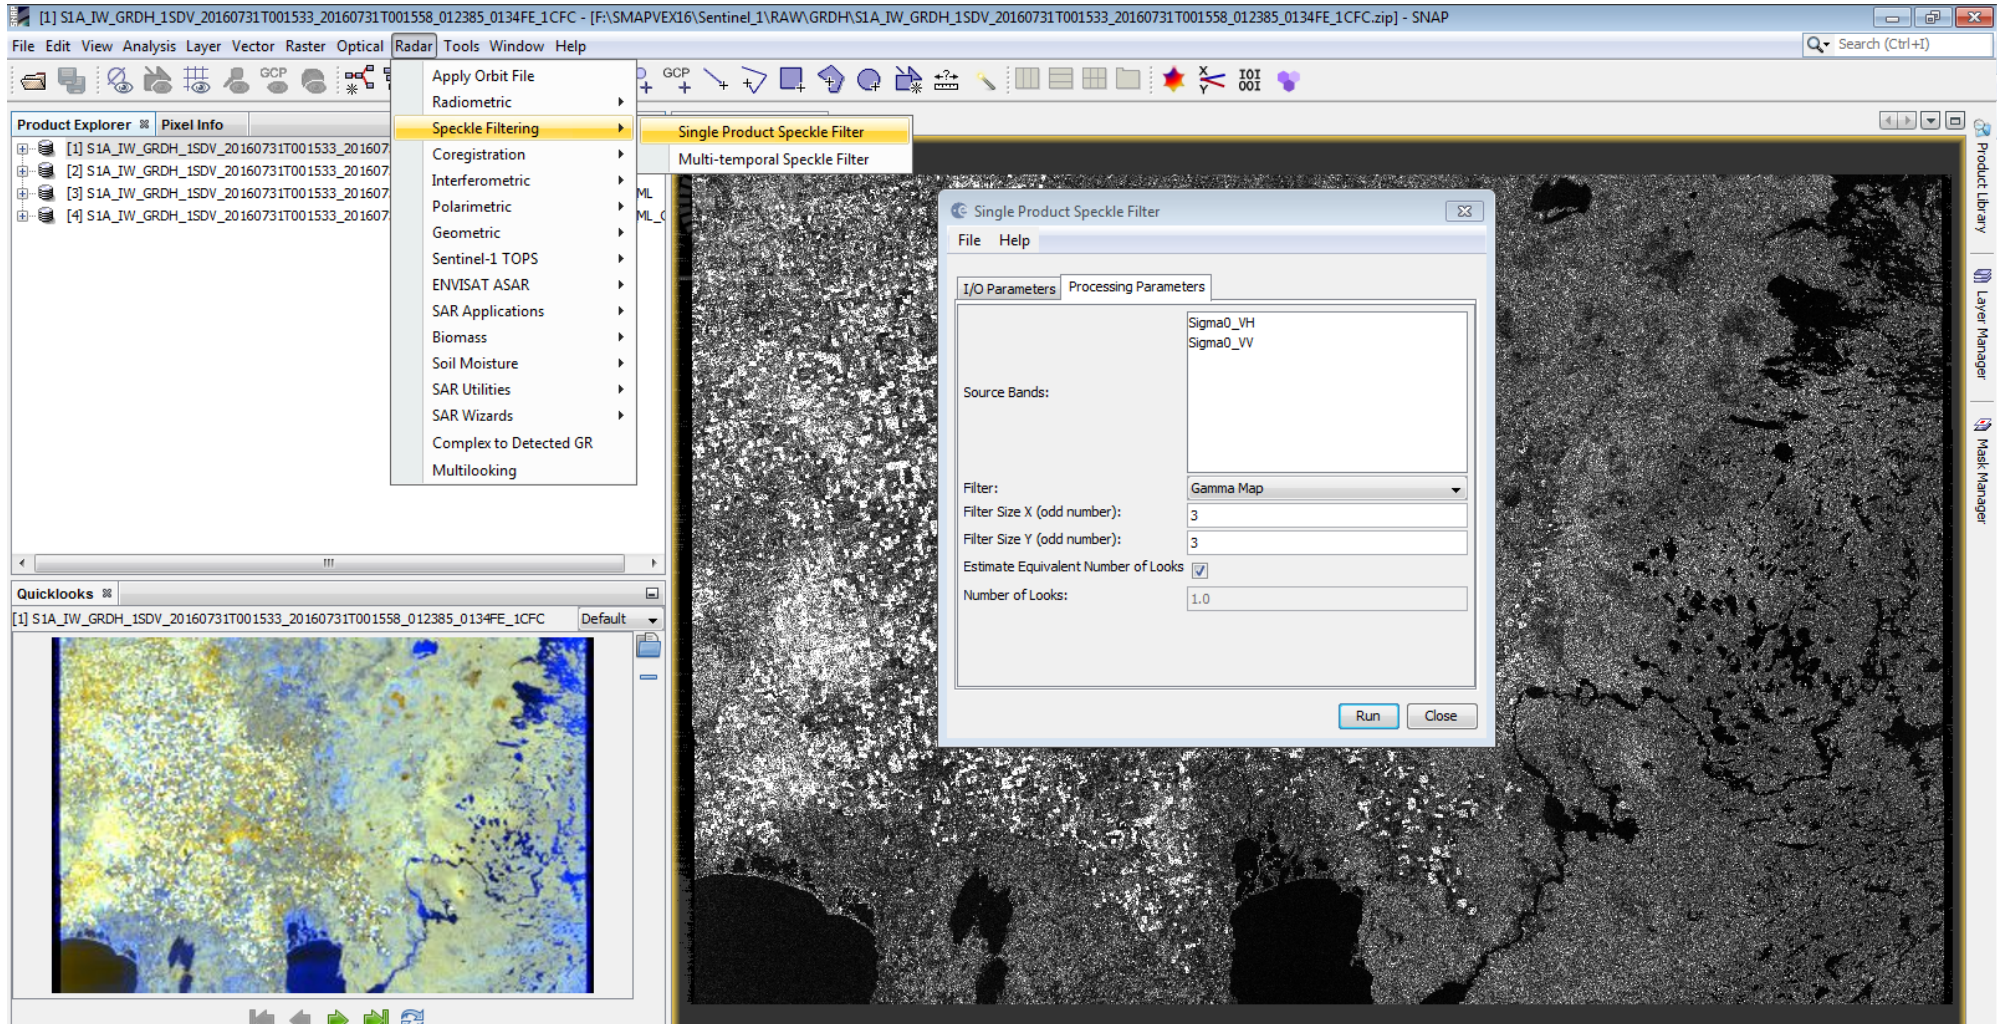 [1] S1A_IW_GRDH_1SDV_20160731T001533_20160731T001558_012385_0134FE_1CFC - [F:\SMAPVEX16\Sentinel_1\RAW\GRDH\S1A_IW_GRDH_1SDV_20160731T001533_20160731T001558_012385_0134FE_1CFC.zip] - SNAP
File Edit View Analysis Layer Vector Raster Optical Radar Tools Window Help
Search (Ctrl+I)
GCP
GCP
Product Explorer Pixel Info
[1] S1A_IW_GRDH_1SDV_20160731T001533_201607
[2] S1A_IW_GRDH_1SDV_20160731T001533_201607
[3] S1A_IW_GRDH_1SDV_20160731T001533_201607
ML
[4] S1A_IW_GRDH_1SDV_20160731T001533_201607
Apply Orbit File
Radiometric
Speckle Filtering
Coregistration
Interferometric
Polarimetric
Geometric
Sentinel-1 TOPS
ENVISAT ASAR
SAR Applications
Biomass
Soil Moisture
SAR Utilities
SAR Wizards
Complex to Detected GR
Multilooking
Single Product Speckle Filter
Multi-temporal Speckle Filter
Single Product Speckle Filter
File Help
I/O Parameters Processing Parameters
Source Bands:
Sigma0_VH
Sigma0_VV
Filter: Gamma Map
Filter Size X (odd number): 3
Filter Size Y (odd number): 3
Estimate Equivalent Number of Looks
Number of Looks: 1.0
Run Close
Product Library
Layer Manager
Mask Manager
Quicklooks
[1] S1A_IW_GRDH_1SDV_20160731T001533_20160731T001558_012385_0134FE_1CFC Default